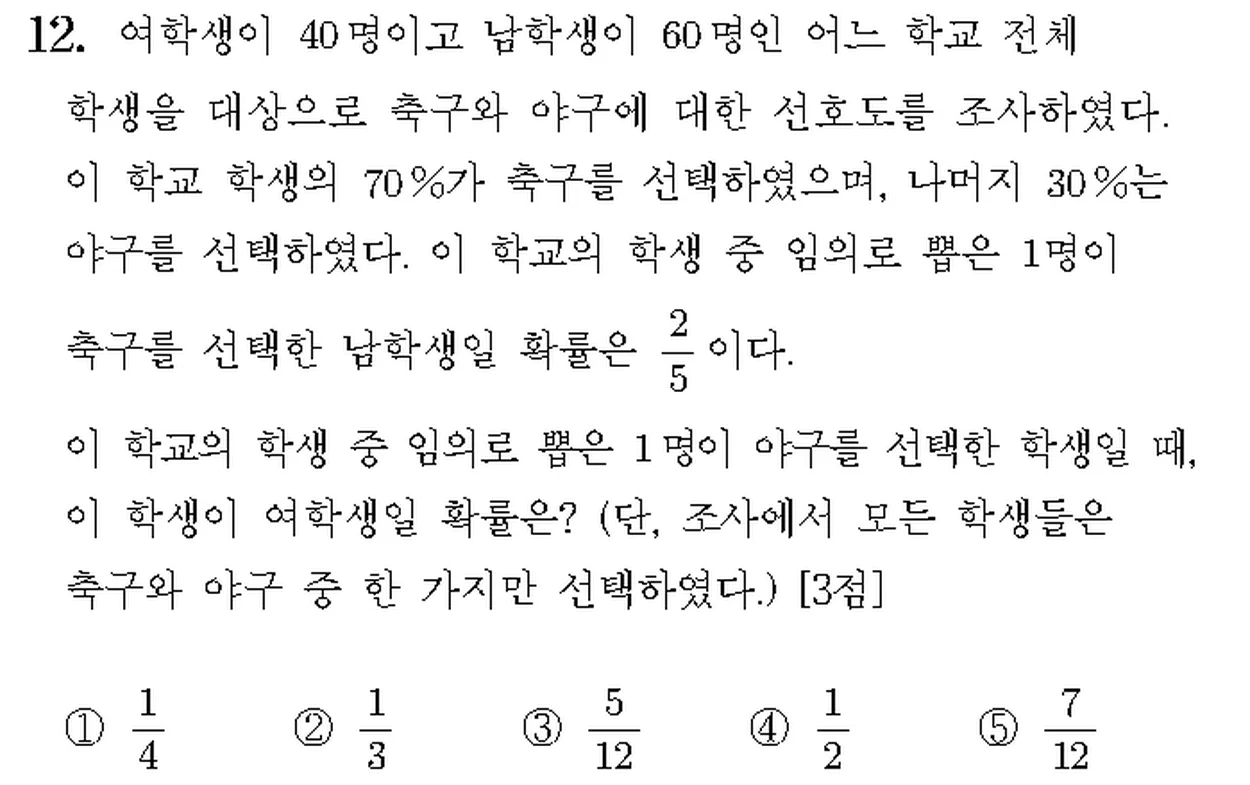 12. 여학생이 40명이고 남학생이 60명인 어느 학교 전체
학생을 대상으로 축구와 야구에 대한 선호도를 조사하였다.
이 학교 학생의 70%가 축구를 선택하였으며, 나머지 30%는
야구를 선택하였다. 이 학교의 학생 중 임의로 뽑은 1명이
축구를 선택한 남학생일 확률은 2/5 이다.
이 학교의 학생 중 임의로 뽑은 1명이 야구를 선택한 학생일 때,
이 학생이 여학생일 확률은? (단, 조사에서 모든 학생들은
축구와 야구 중 한 가지만 선택하였다.) [3점]
① 1/4 ② 1/3 ③ 5/12 ④ 1/2 ⑤ 7/12